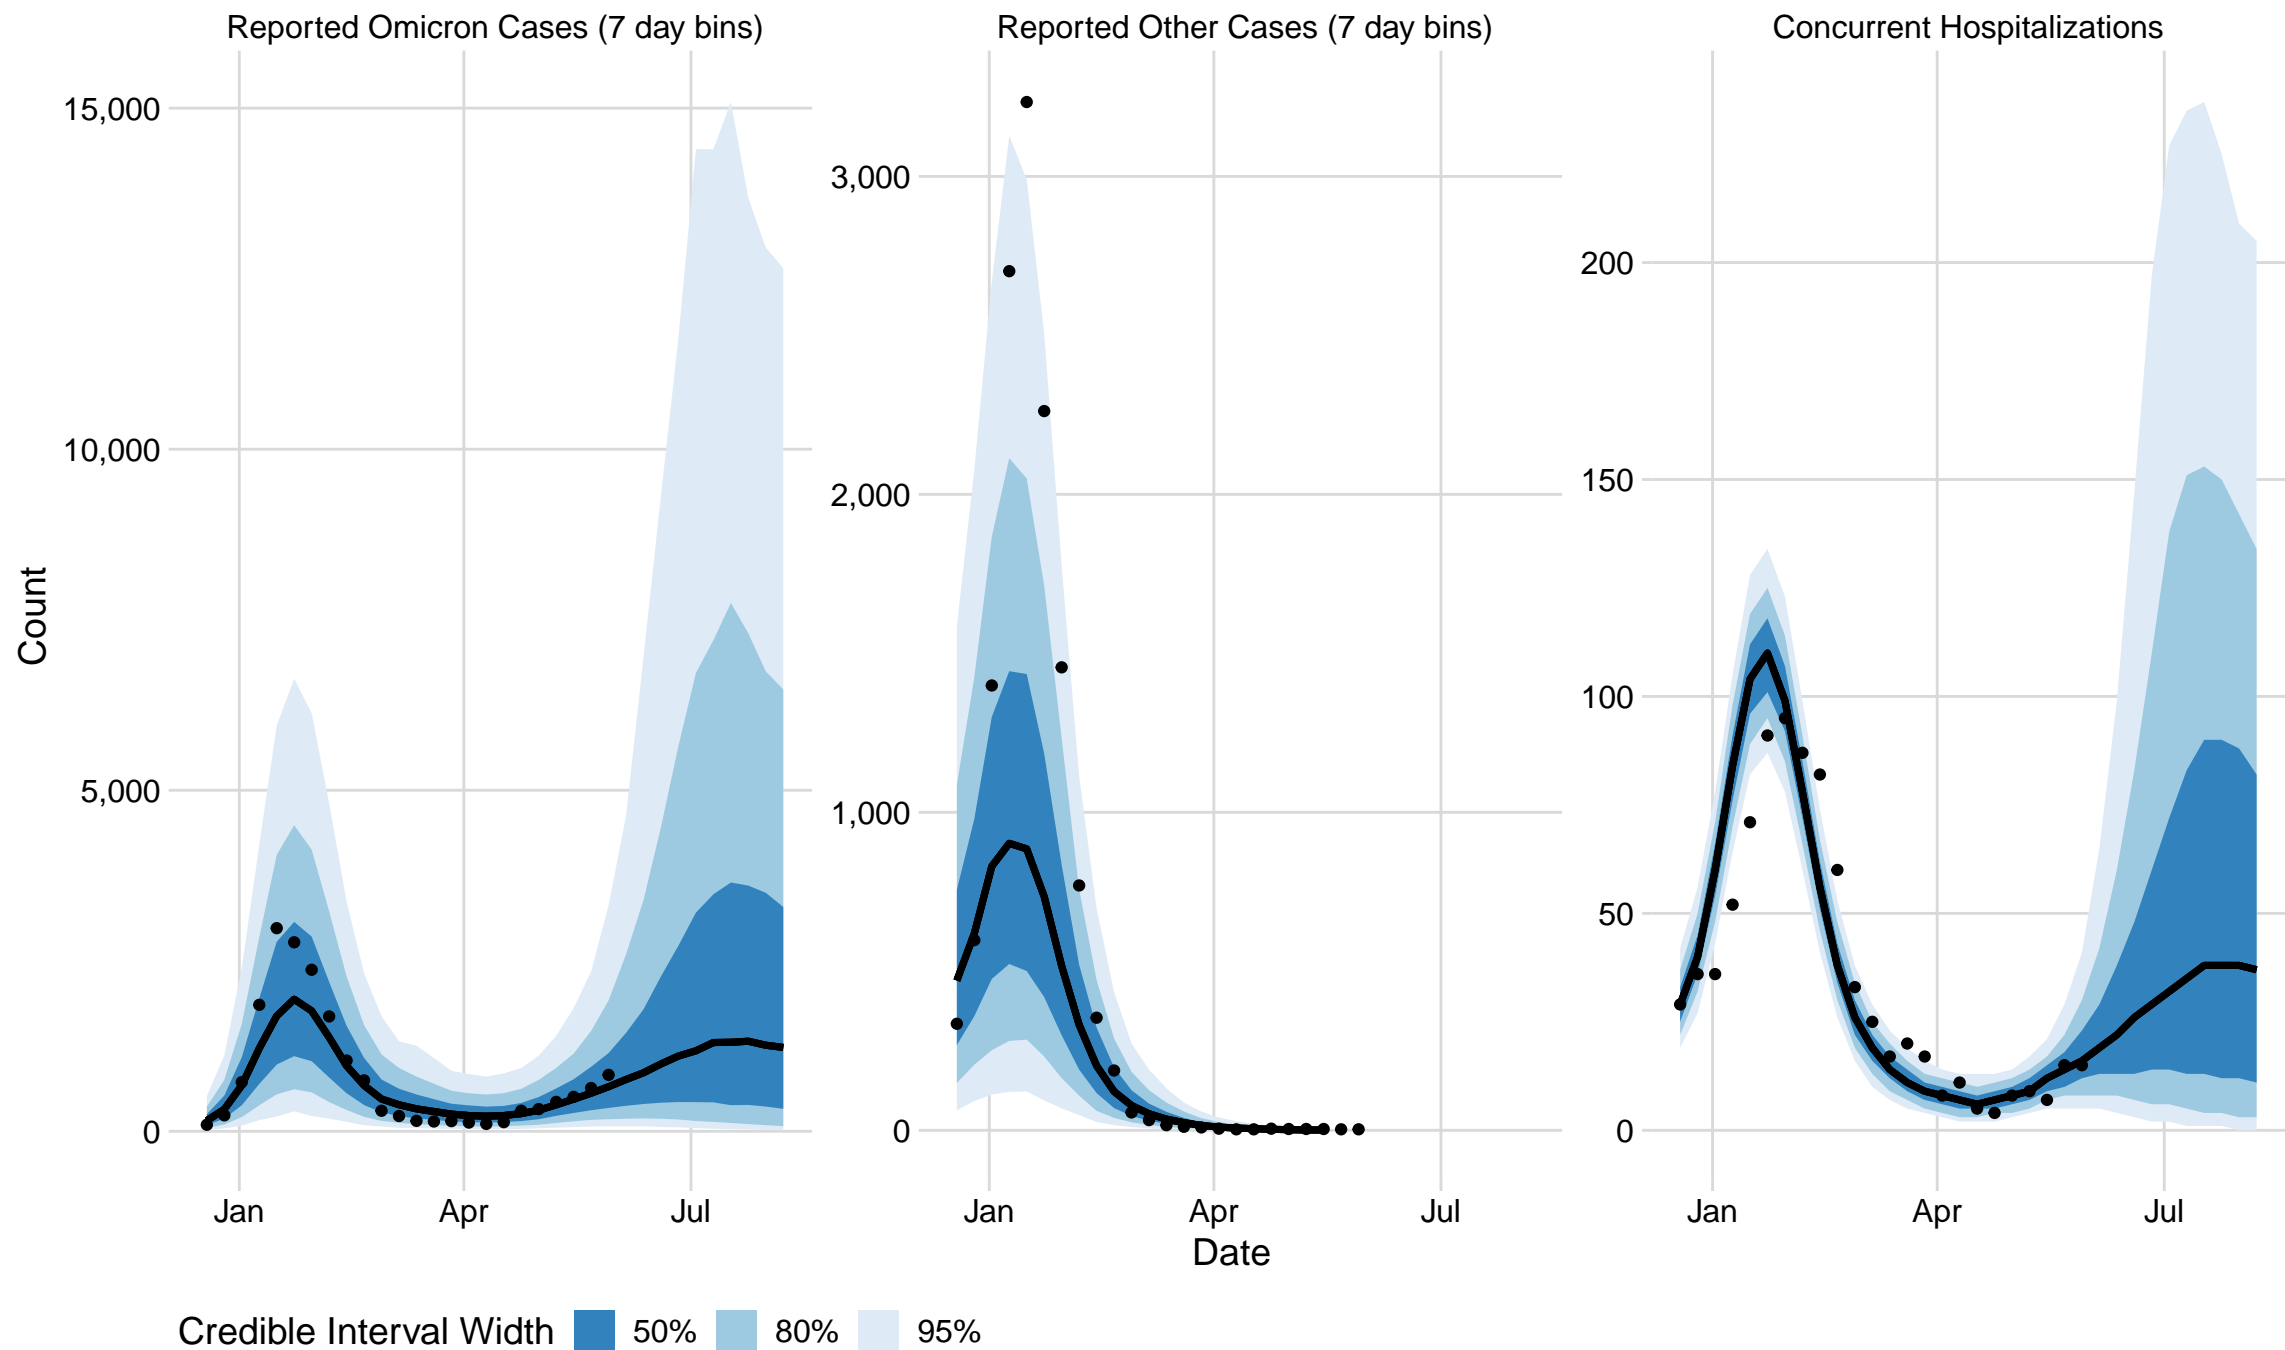 Reported Omicron Cases (7 day bins)
Reported Other Cases (7 day bins)
Concurrent Hospitalizations
Count
15,000
10,000
5,000
0
3,000
2,000
1,000
0
200
150
100
50
0
Jan Apr Jul
Jan Apr Jul
Jan Apr Jul
Date
Credible Interval Width 50% 80% 95%